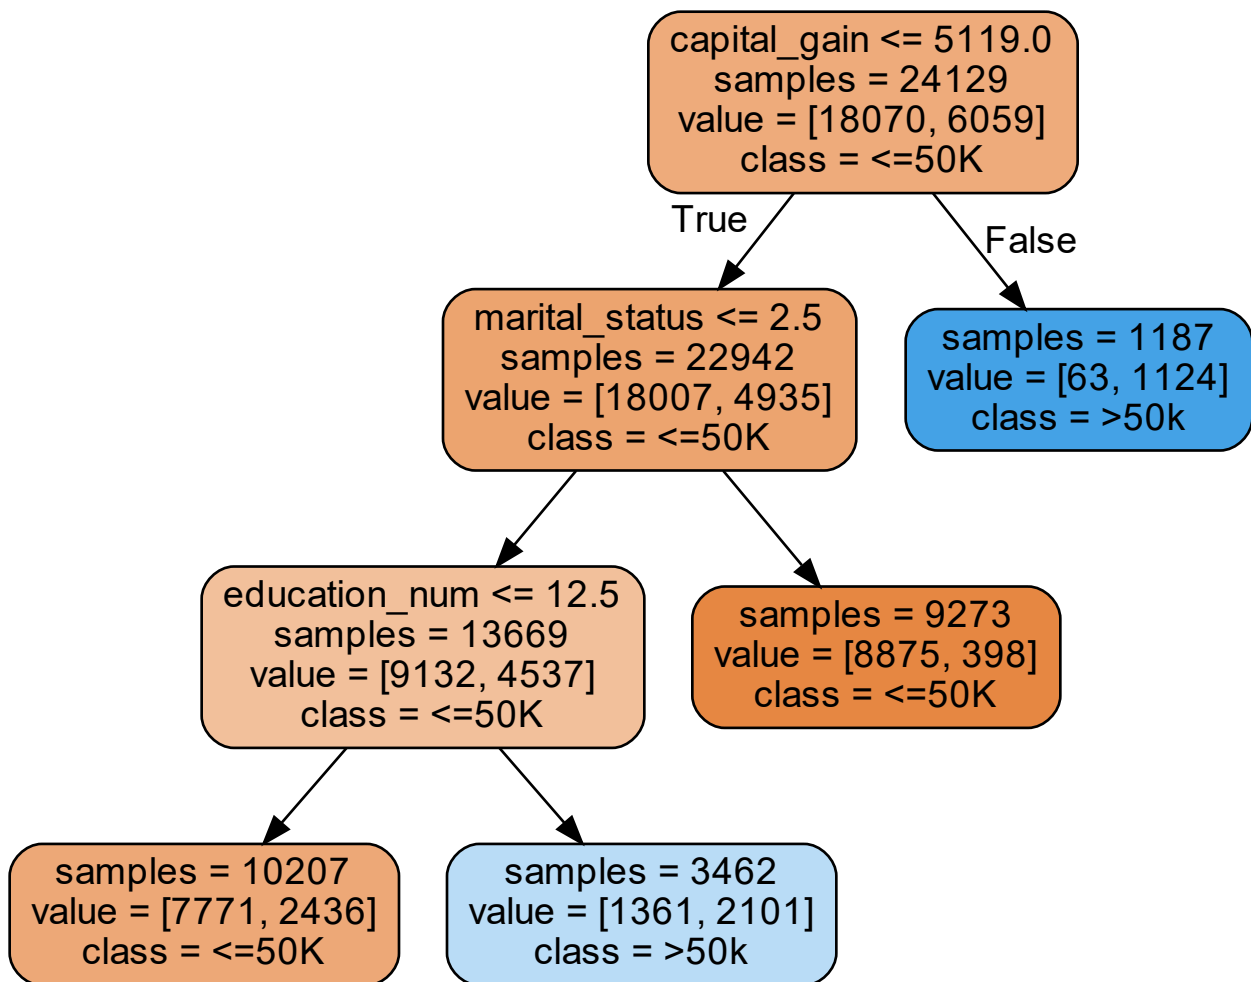 capital_gain <= 5119.0
samples = 24129
value = [18070, 6059]
class = <=50K
True
False
marital_status <= 2.5
samples = 22942
value = [18007, 4935]
class = <=50K
samples = 1187
value = [63, 1124]
class = >50k
education_num <= 12.5
samples = 13669
value = [9132, 4537]
class = <=50K
samples = 9273
value = [8875, 398]
class = <=50K
samples = 10207
value = [7771, 2436]
class = <=50K
samples = 3462
value = [1361, 2101]
class = >50k